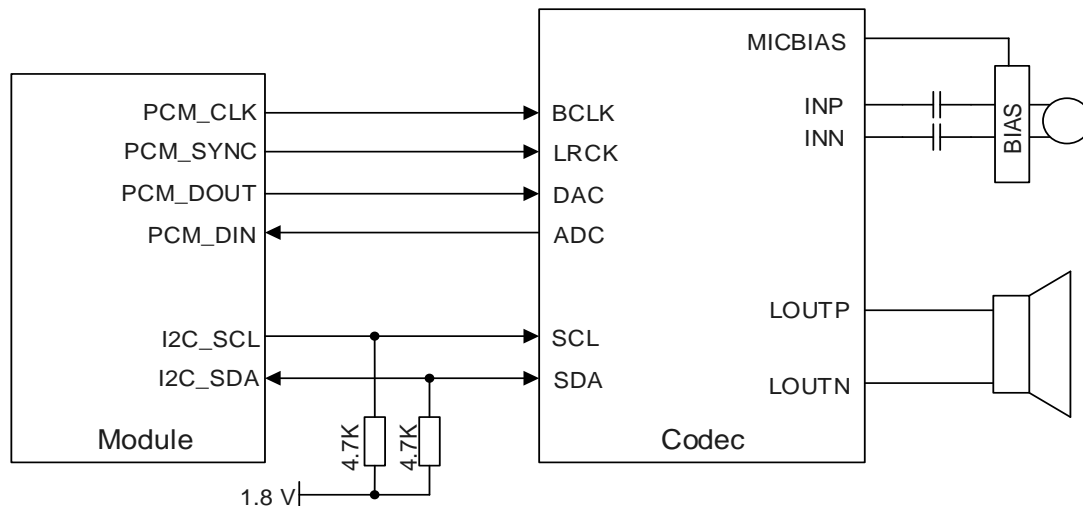 MICBIAS
PCM_CLK
BCLK
INP
PCM_SYNC
LRCK
INN
BIAS
PCM_DOUT
DAC
PCM_DIN
ADC
LOUTP
I2C_SCL
SCL
I2C_SDA
SDA
LOUTN
Module
4.7K
4.7K
Codec
1.8 V